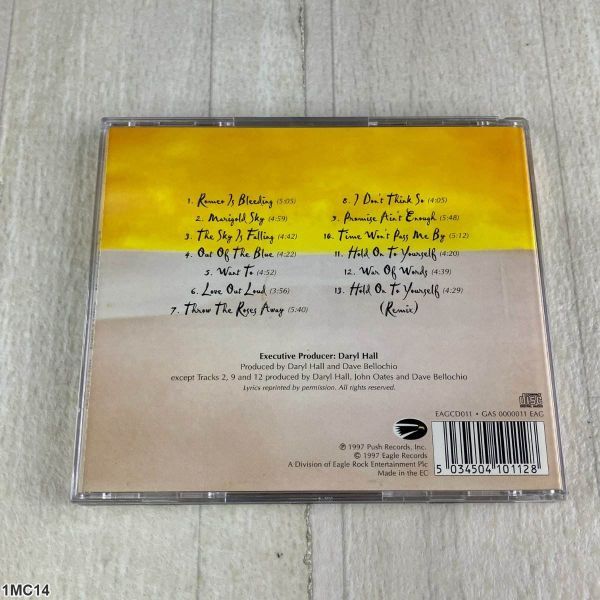 1. Romeo Is Bleeding (5:05)
2. Marigold Sky (4:59)
3. The Sky Is Falling (4:42)
4. Out Of The Blue (4:22)
5. Want To (4:52)
6. Love Out Loud (3:56)
7. Throw The Roses Away (5:40)
8. I Don't Think So (4:05)
9. Promise Ain't Enough (5:48)
10. Time Won't Pass Me By (5:12)
11. Hold On To Yourself (4:20)
12. War Of Words (4:39)
13. Hold On To Yourself (4:29)
(Remix)
Executive Producer: Daryl Hall
Produced by Daryl Hall and Dave Bellochio
except Tracks 2, 9 and 12 produced by Daryl Hall, John Oates and Dave Bellochio
Lyrics reprinted by permission. All rights reserved.
℗ 1997 Push Records, Inc.
© 1997 Eagle Records
A Division of Eagle Rock Entertainment Plc
Made in the EC
EAGCD011 • GAS 0000011 EAG
5 034504 101128
1MC14